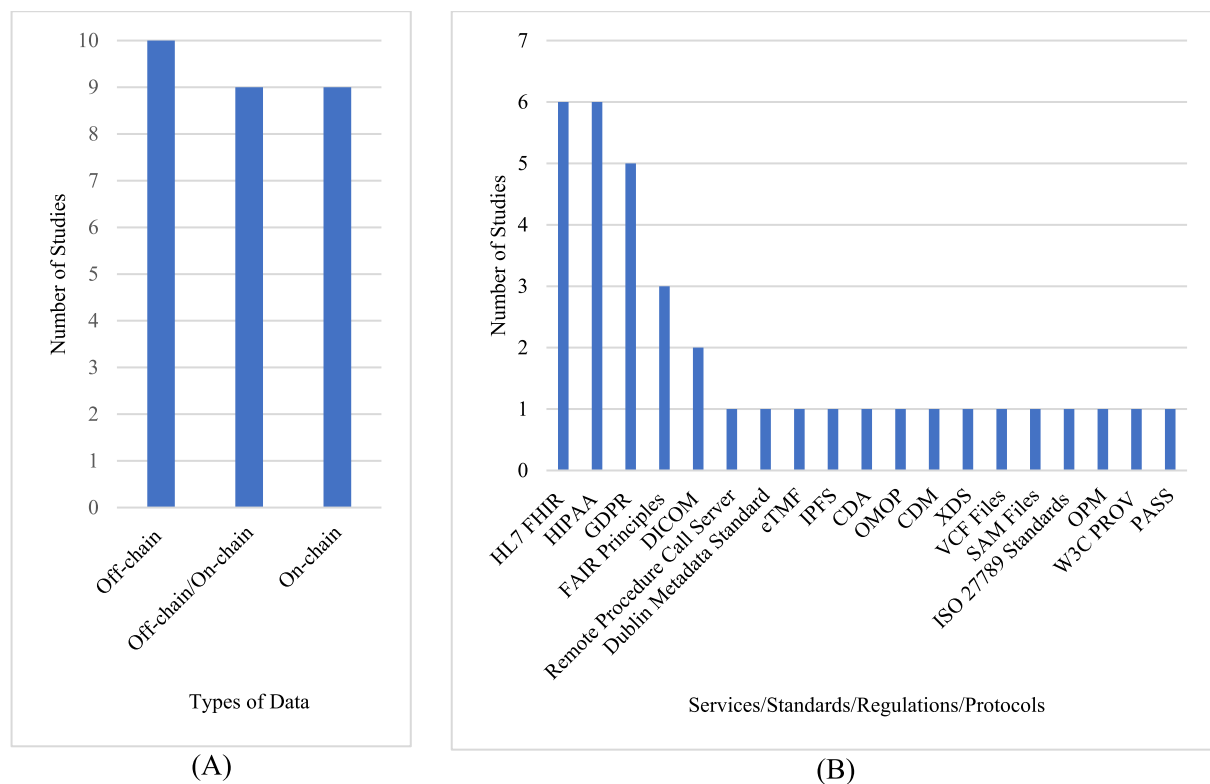 10
9
8
7
6
5
4
3
2
1
0
Number of Studies
Off-chain
Off-chain/On-chain
On-chain
Types of Data
(A)
7
6
5
4
3
2
1
0
Number of Studies
HL7 FHIR
HIPAA
GDPR
FAIR Principles
DICOM
Remote Procedure Call Server
Dublin Metadata Standard
eTMF
IPFS
CDA
OMOP
CDM
XDS
VCF Files
SAM Files
ISO 27789 Standards
OPM
W3C PROV
PASS
Services/Standards/Regulations/Protocols
(B)